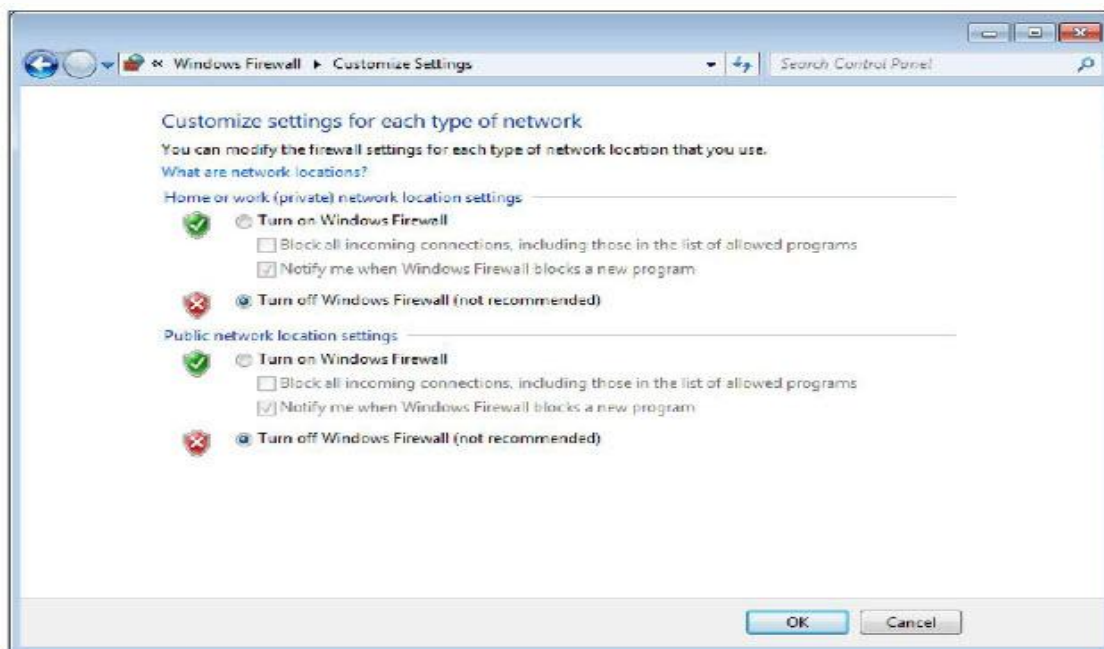 « Windows Firewall ▸ Customize Settings
Search Control Panel
Customize settings for each type of network
You can modify the firewall settings for each type of network location that you use.
What are network locations?
Home or work (private) network location settings
Turn on Windows Firewall
Block all incoming connections, including those in the list of allowed programs
Notify me when Windows Firewall blocks a new program
Turn off Windows Firewall (not recommended)
Public network location settings
Turn on Windows Firewall
Block all incoming connections, including those in the list of allowed programs
Notify me when Windows Firewall blocks a new program
Turn off Windows Firewall (not recommended)
OK
Cancel